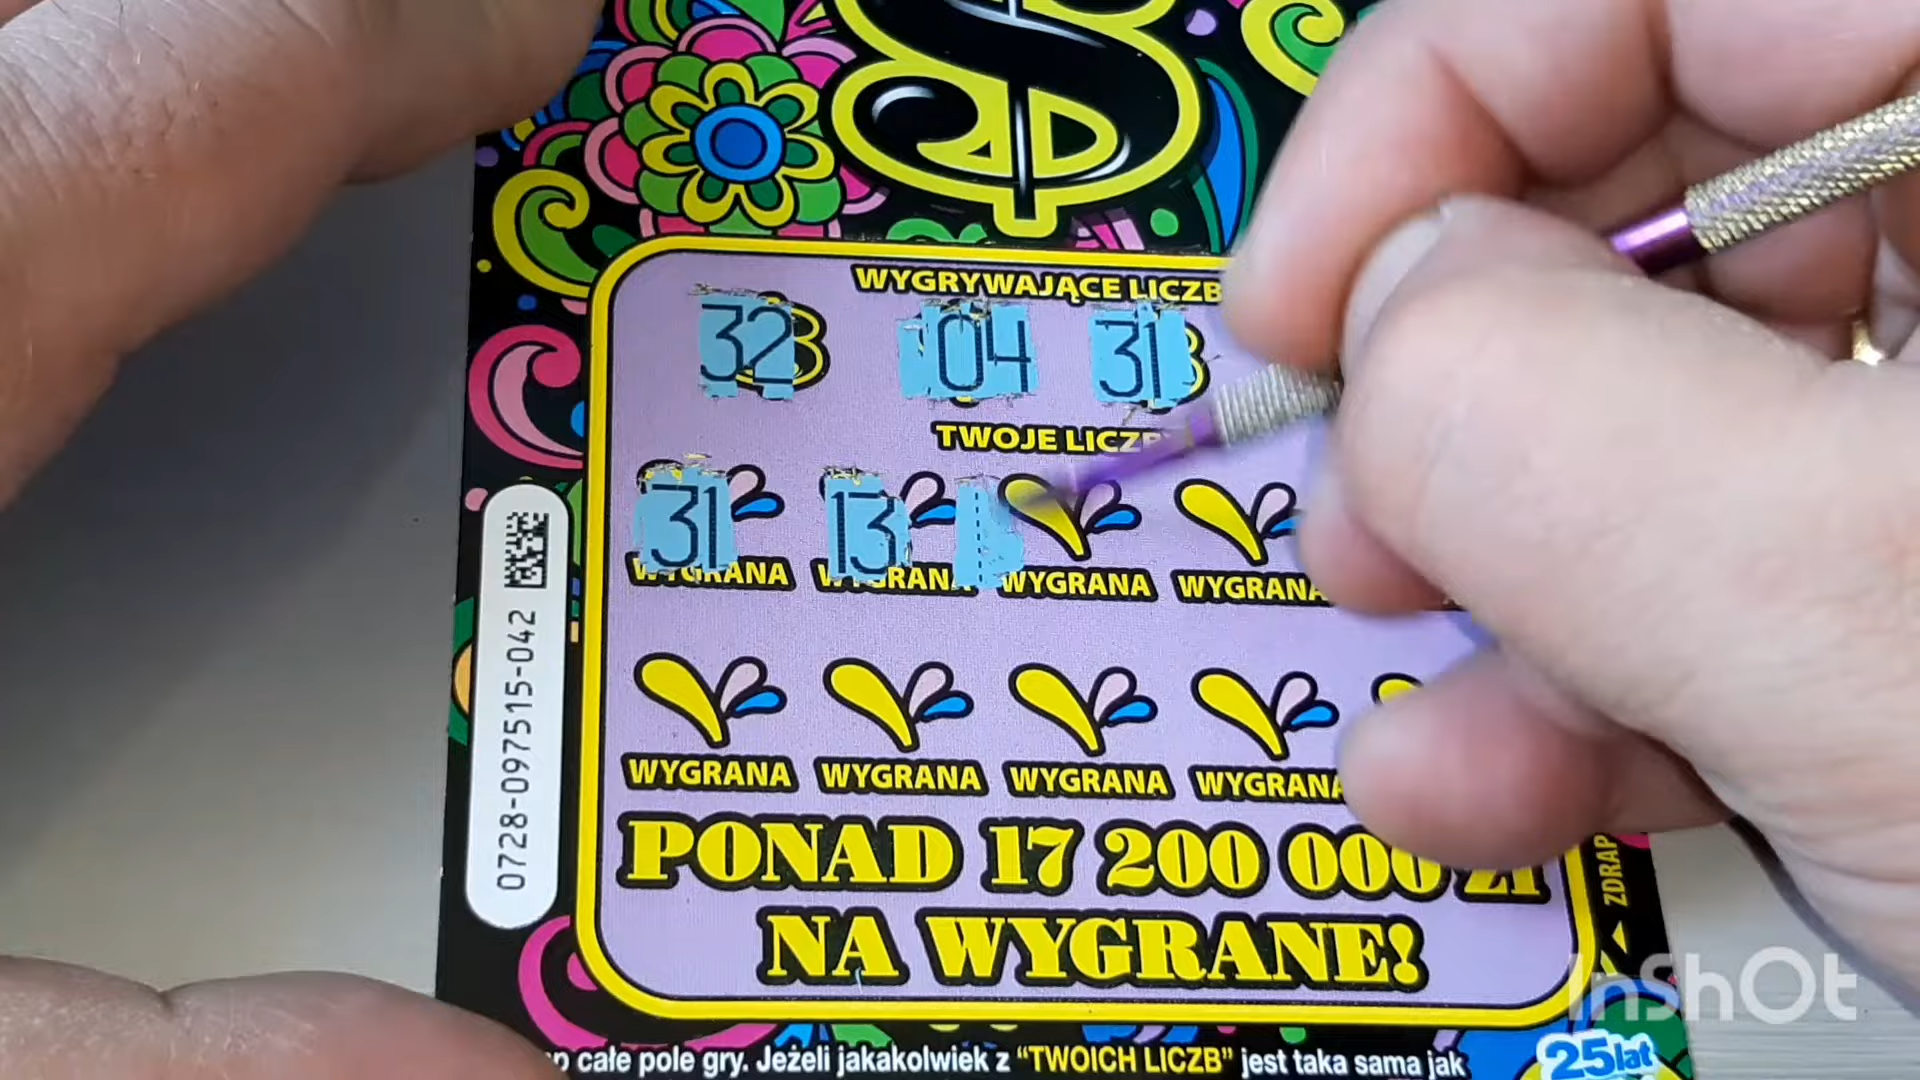 WYGRYWAJĄCE LICZB
32 04 31
TWOJE LICZB
31 13
WYGRANA WYGRANA WYGRANA WYGRANA
WYGRANA WYGRANA WYGRANA WYGRANA
PONAD 17 200 000 ZŁ
NA WYGRANE!
całe pole gry. Jeżeli jakakolwiek z "TWOICH LICZB" jest taka sama jak
0728-097515-042
ZDRAP
25lat
InShOt